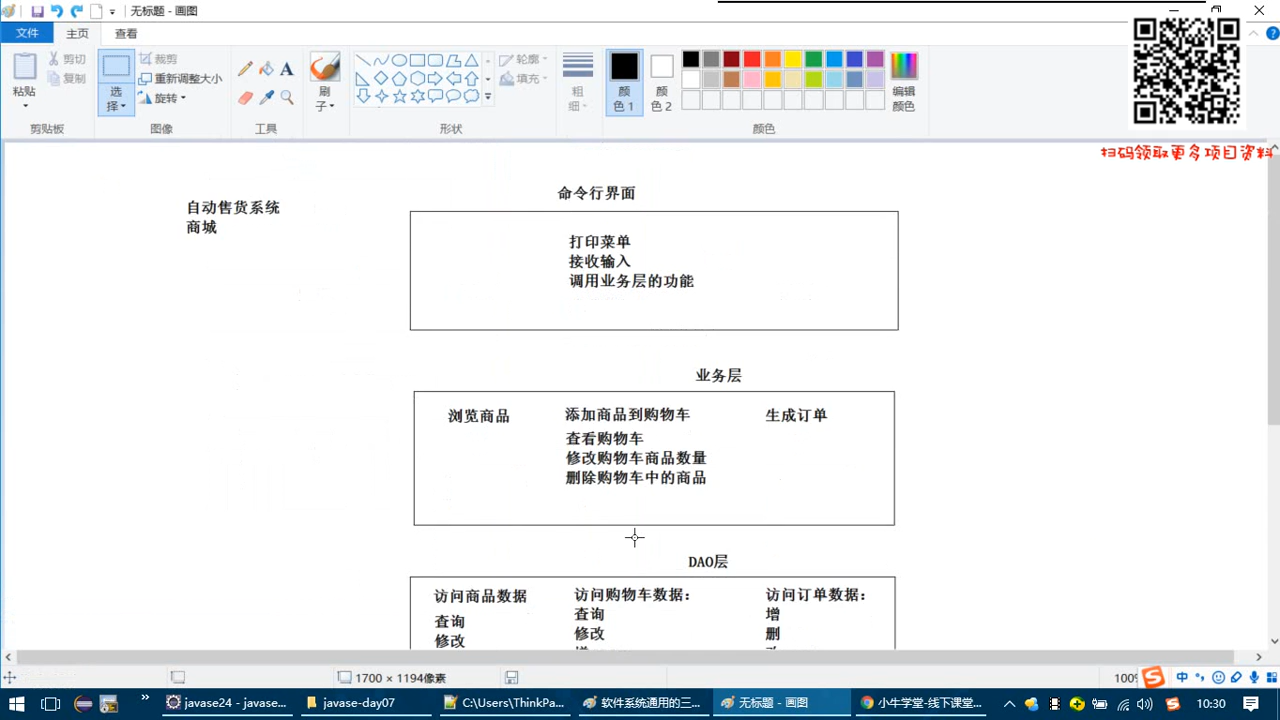 无标题 - 画图
文件
主页
查看
粘贴
剪切
复制
剪贴板
选择
裁剪
重新调整大小
旋转
图像
工具
刷子
形状
轮廓
填充
粗细
颜色 1
颜色 2
编辑颜色
颜色
扫码领取更多项目资料
自动售货系统
商城
命令行界面
打印菜单
接收输入
调用业务层的功能
业务层
浏览商品
添加商品到购物车
生成订单
查看购物车
修改购物车商品数量
删除购物车中的商品
DAO层
访问商品数据
访问购物车数据：
访问订单数据：
查询
查询
增
修改
修改
删
1700 × 1194像素
100%
中
javase24 - javase...
javase-day07
C:\Users\ThinkPa...
软件系统通用的三...
无标题 - 画图
小牛学堂-线下课堂...
中
10:30